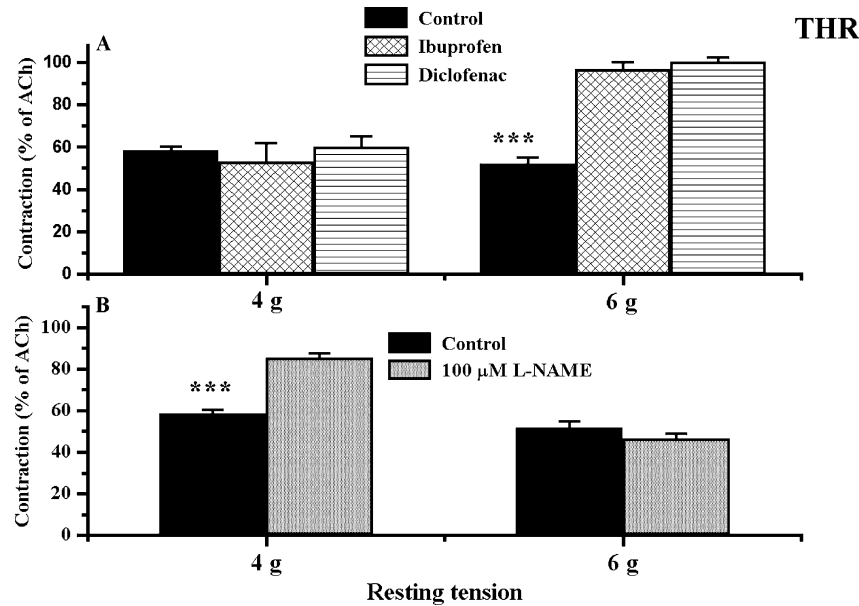 THR
A
Control
Ibuprofen
Diclofenac
Contraction (% of ACh)
100
80
60
40
20
0
***
4 g
6 g
B
Control
100 μM L-NAME
Contraction (% of ACh)
100
80
60
40
20
0
***
4 g
6 g
Resting tension